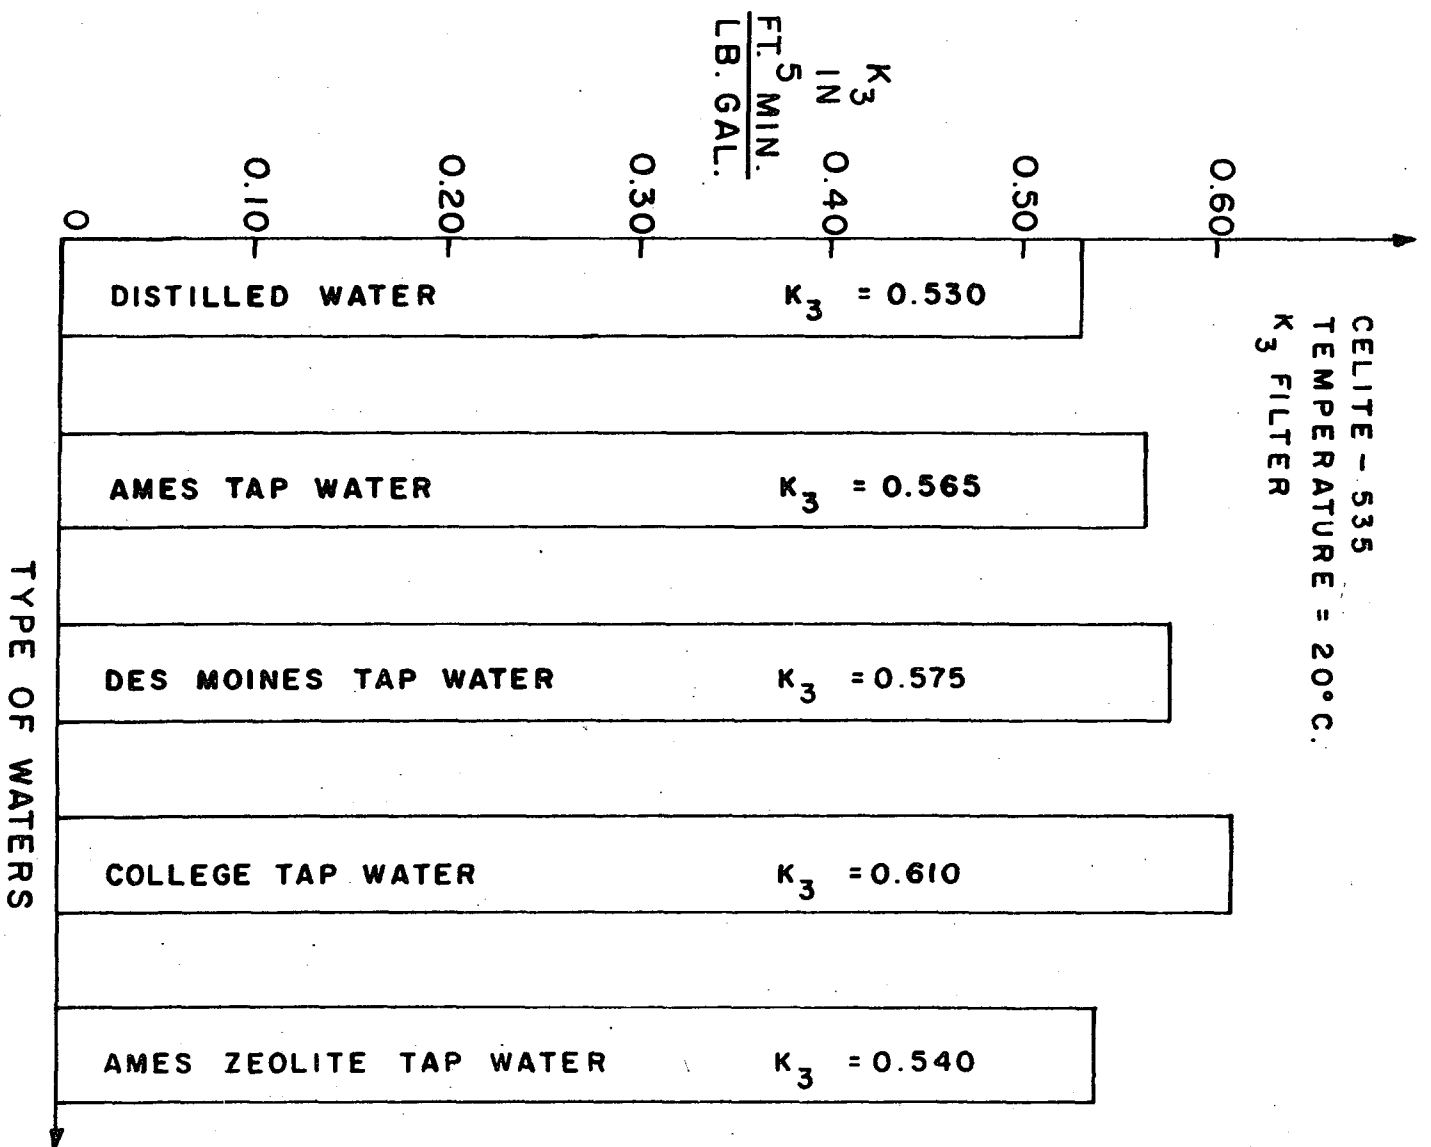 K3
IN
FT.5 MIN.
LB. GAL.
0
0.10
0.20
0.30
0.40
0.50
0.60
CELITE - 535
TEMPERATURE = 20°C.
K3 FILTER
DISTILLED WATER K3 = 0.530
AMES TAP WATER K3 = 0.565
DES MOINES TAP WATER K3 = 0.575
COLLEGE TAP WATER K3 = 0.610
AMES ZEOLITE TAP WATER K3 = 0.540
TYPE OF WATERS